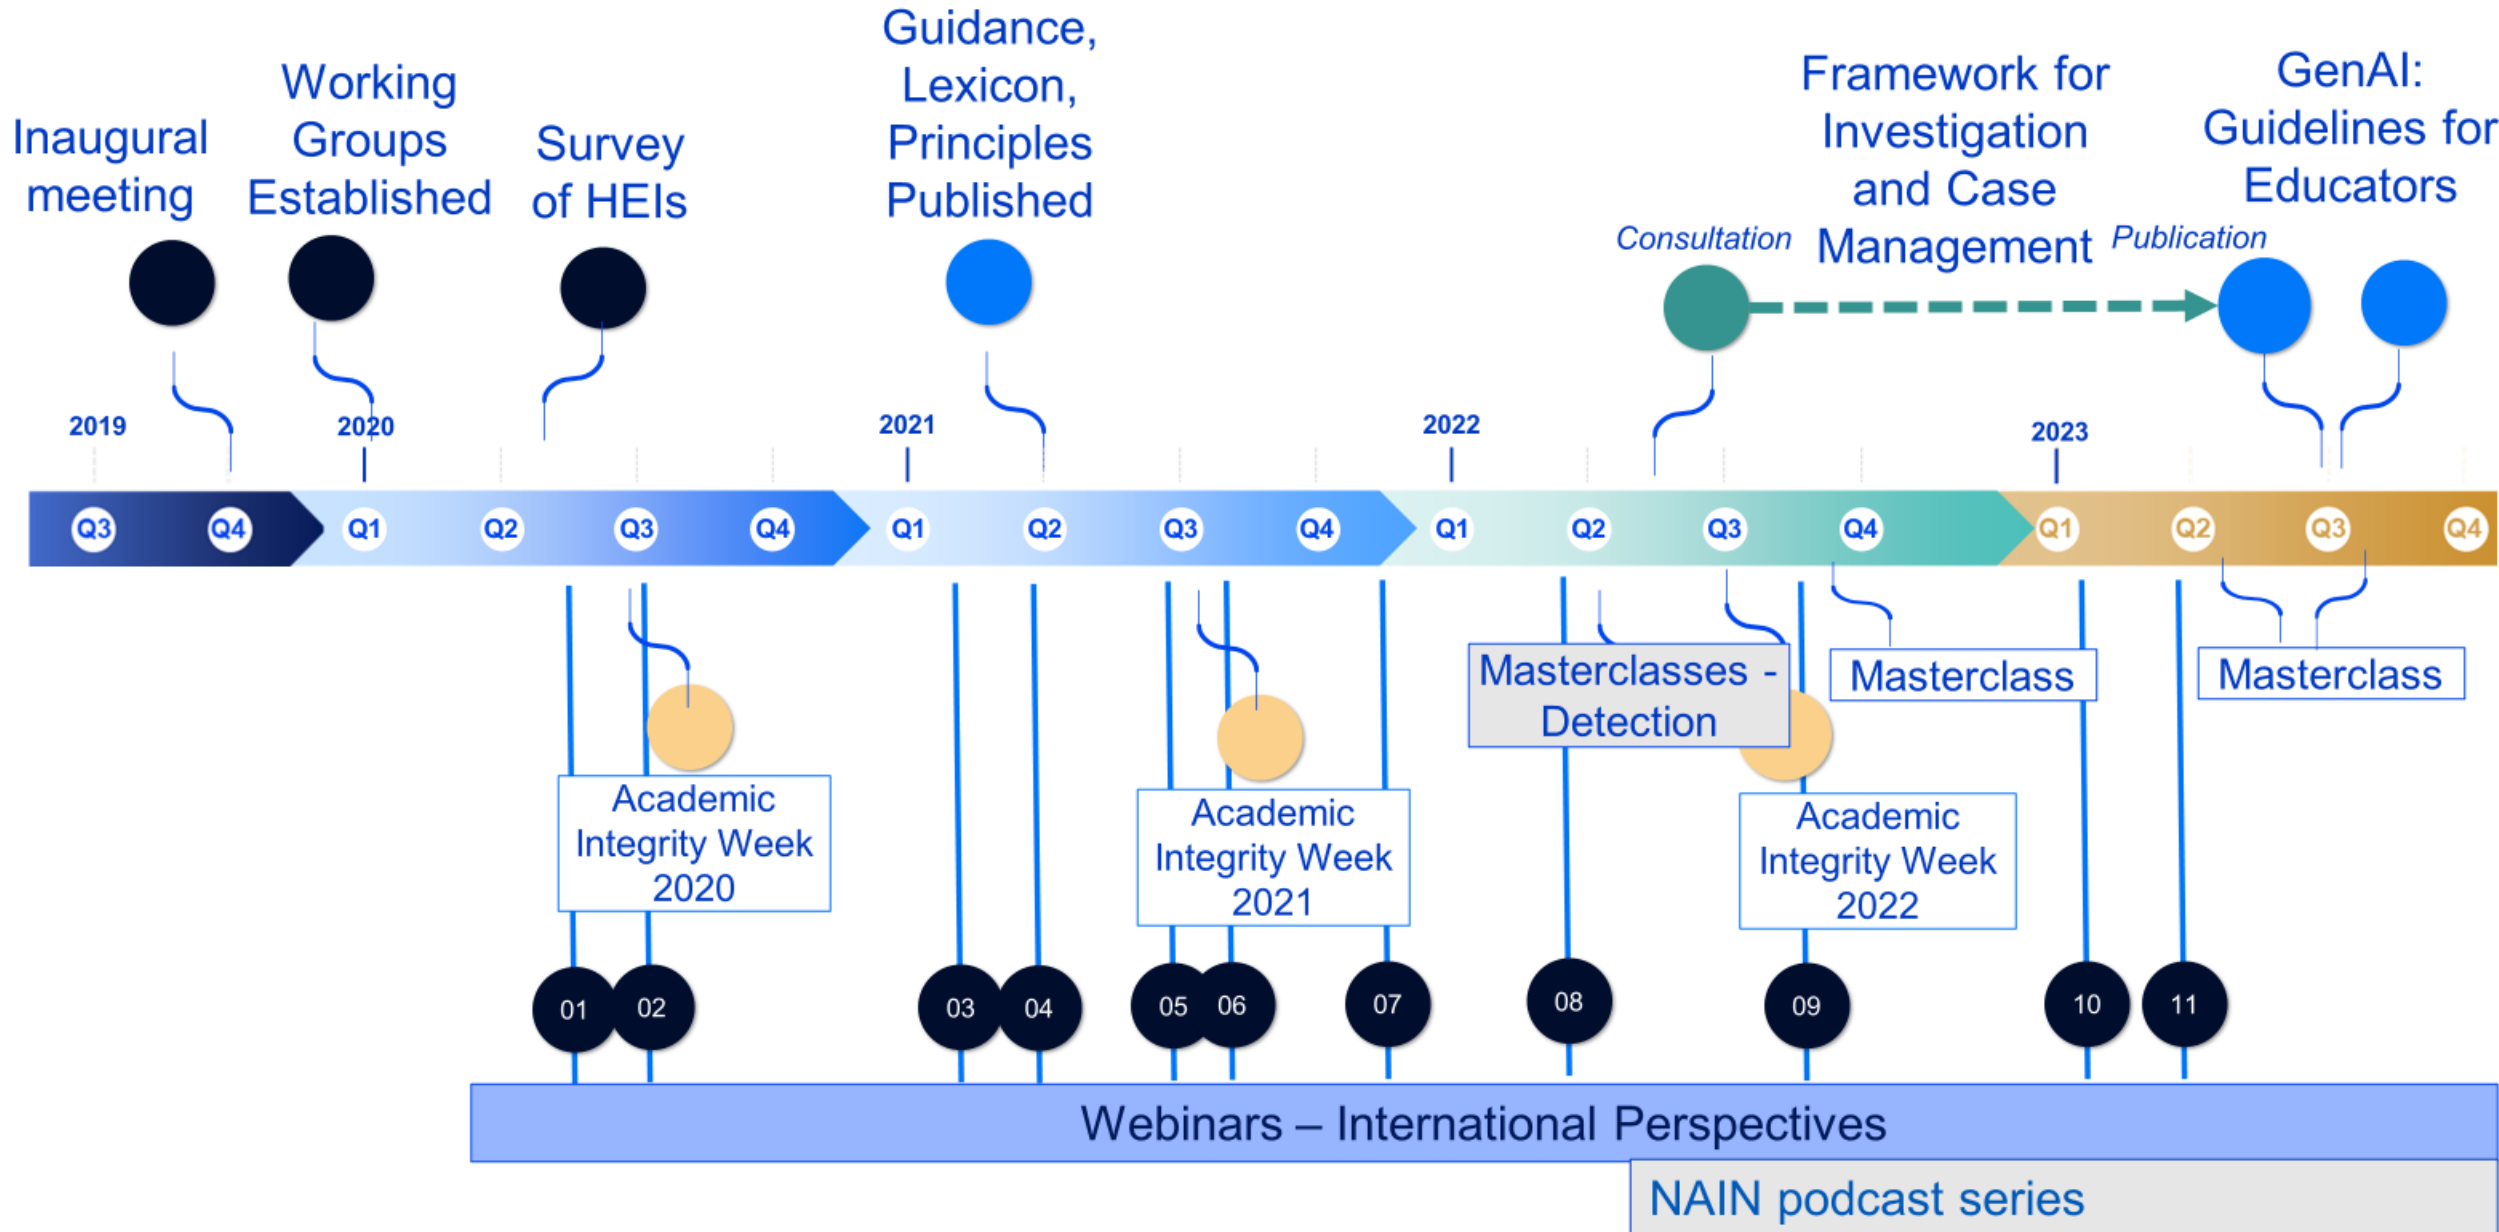 Inaugural
meeting
Working
Groups
Established
Survey
of HEIs
Guidance,
Lexicon,
Principles
Published
Consultation
Framework for
Investigation
and Case
Management
Publication
GenAI:
Guidelines for
Educators
2019
2020
2021
2022
2023
Q3
Q4
Q1
Q2
Q3
Q4
Q1
Q2
Q3
Q4
Q1
Q2
Q3
Q4
Q1
Q2
Q3
Q4
Masterclasses -
Detection
Masterclass
Masterclass
Academic
Integrity Week
2020
Academic
Integrity Week
2021
Academic
Integrity Week
2022
01
02
03
04
05
06
07
08
09
10
11
Webinars – International Perspectives
NAIN podcast series